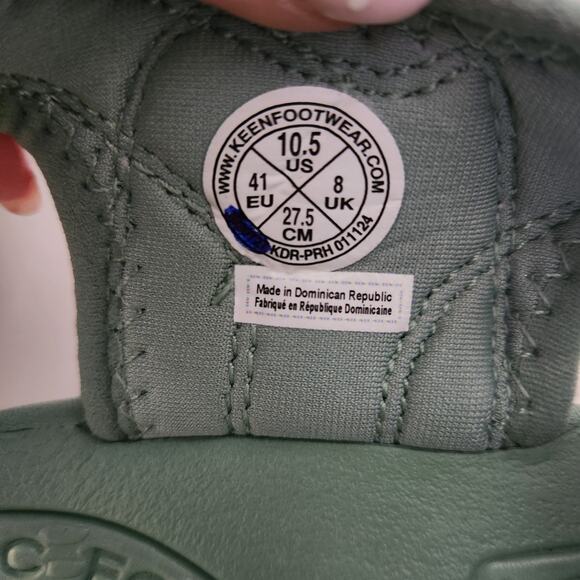 WWW.KEENFOOTWEAR.COM
10.5
US
41
EU
8
UK
27.5
CM
KDR-PRH 011124
Made in Dominican Republic
Fabriqué en République Dominicaine